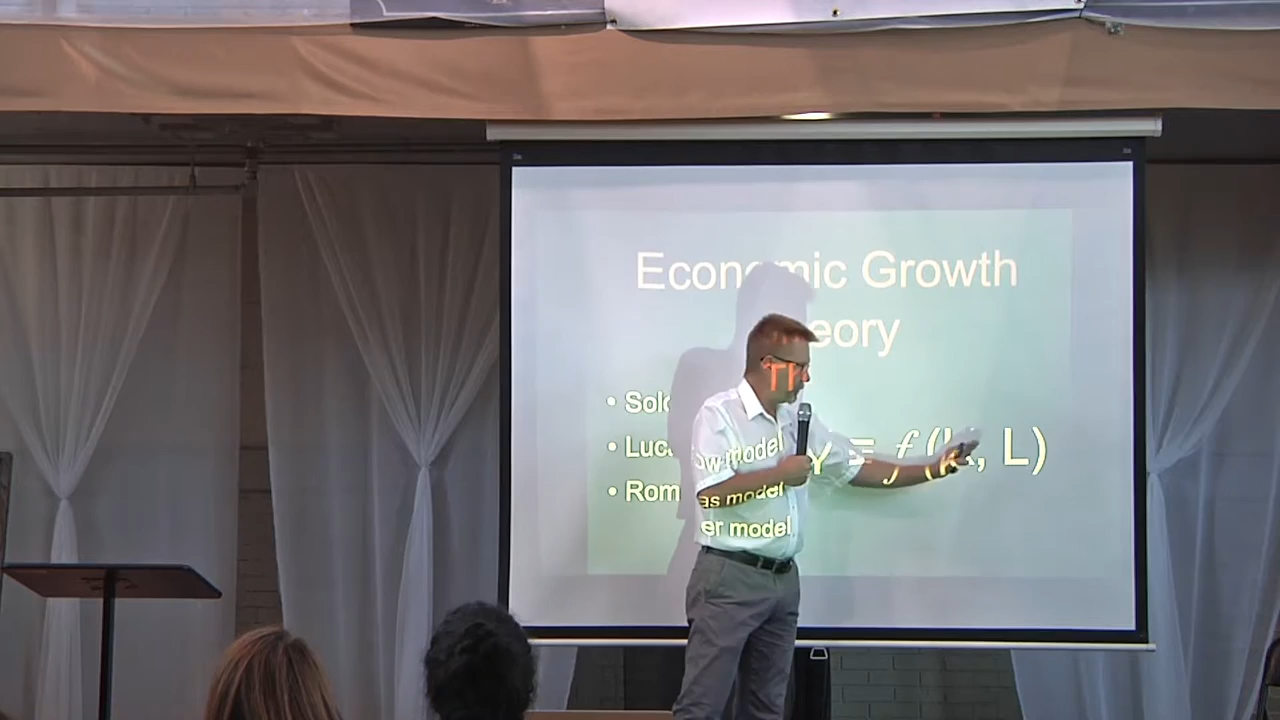 Economic Growth
Theory
• Solow model
• Lucas model
• Romer model
Y = f (k, L)